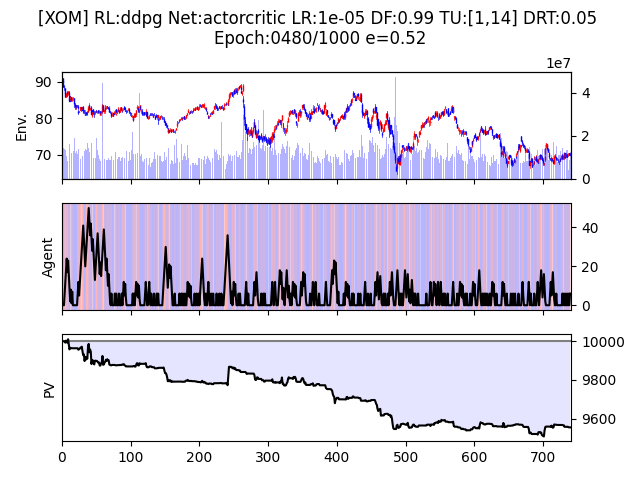 [XOM] RL:ddpg Net:actorcritic LR:1e-05 DF:0.99 TU:[1,14] DRT:0.05
Epoch:0480/1000 e=0.52
1e7
90
80
70
Env.
4
2
0
Agent
40
20
0
PV
10000
9800
9600
0 100 200 300 400 500 600 700